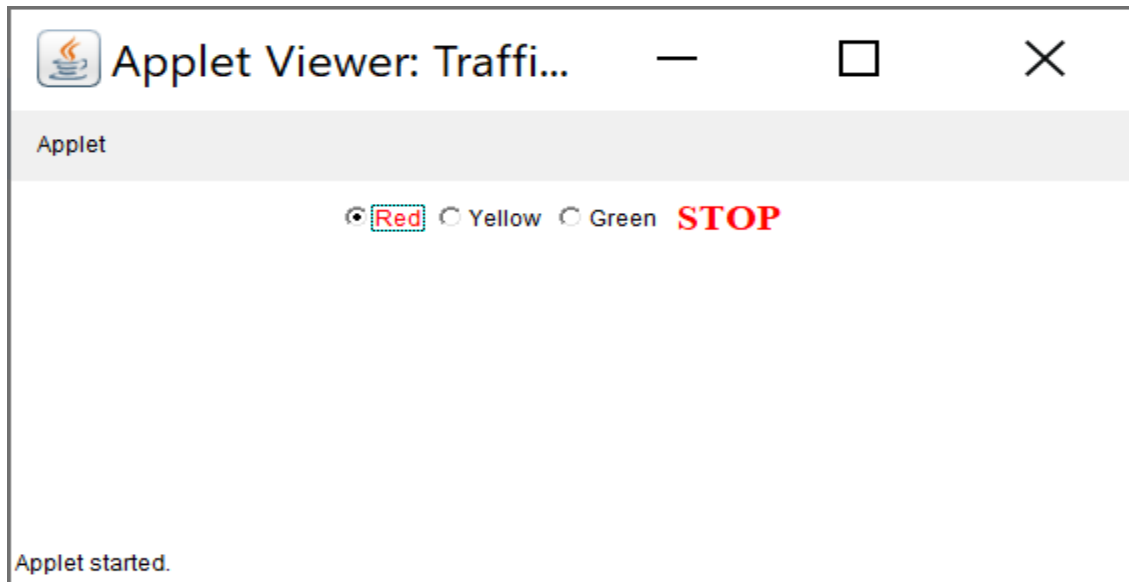 Applet Viewer: Traffi...
Applet
Red Yellow Green STOP
Applet started.